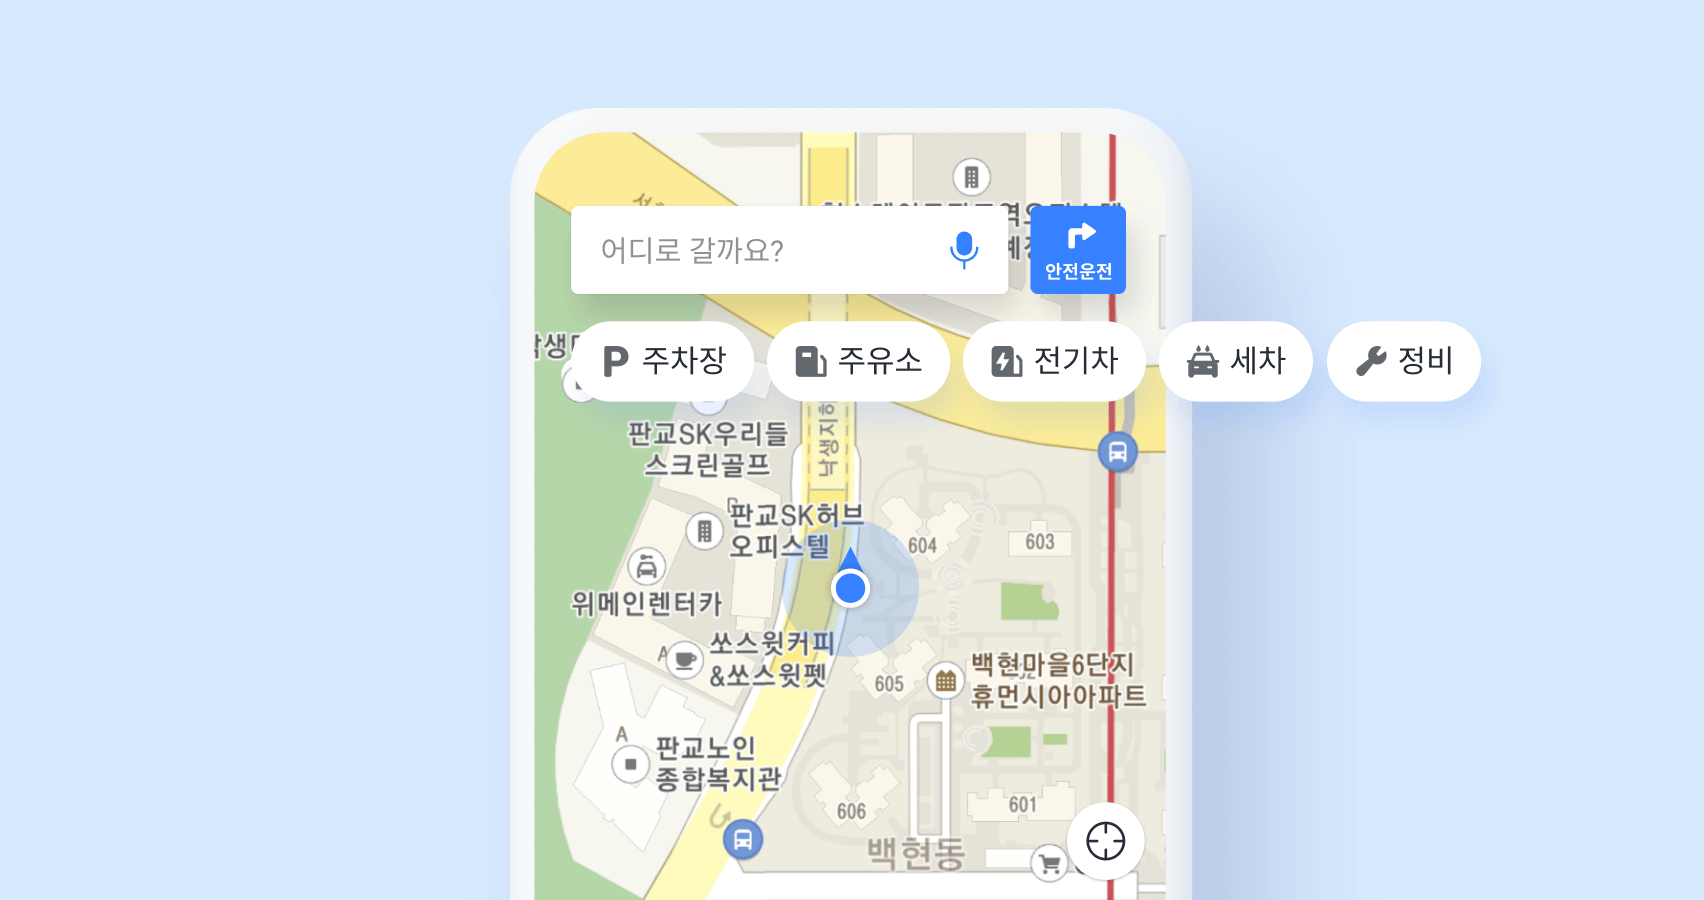 어디로 갈까요?
안전운전
주차장
주유소
전기차
세차
정비
판교SK우리들
스크린골프
낙생지하
판교SK허브
오피스텔
604
603
위메인렌터카
쏘스윗커피
&쏘스윗펫
605
백현마을6단지
휴먼시아아파트
A
A
판교노인
종합복지관
606
601
백현동